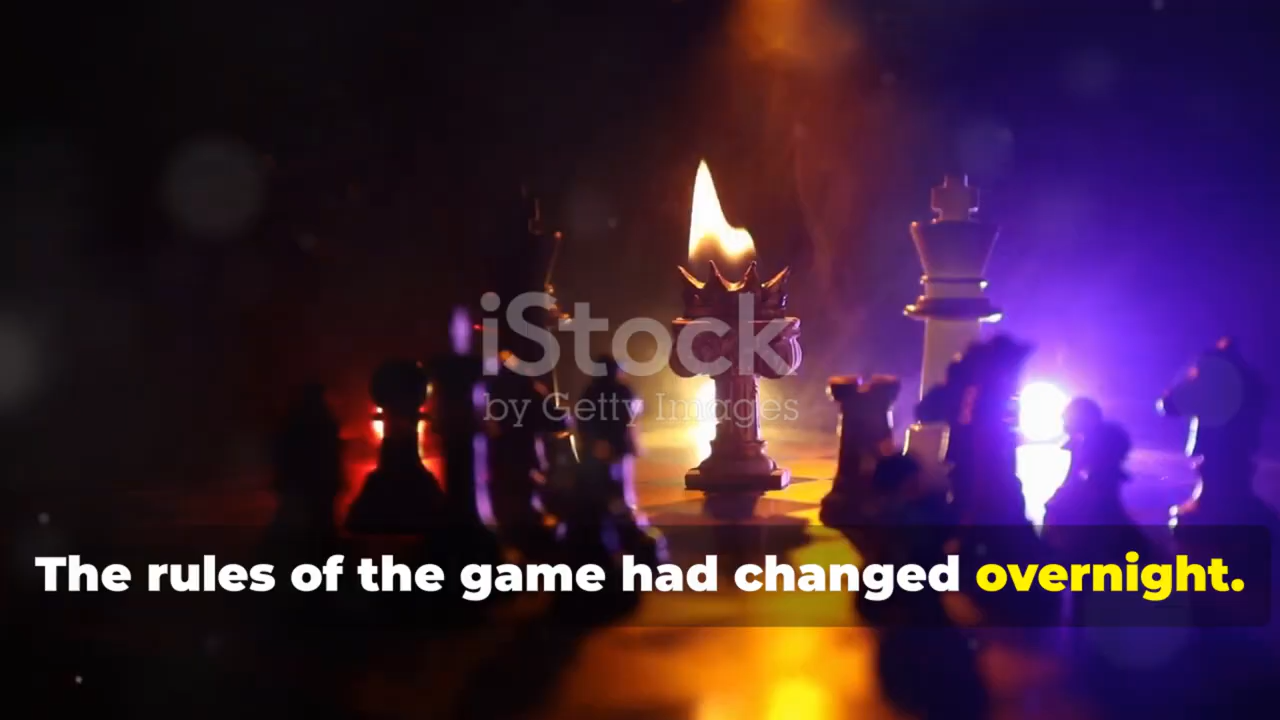 iStock
by Getty Images
The rules of the game had changed overnight.